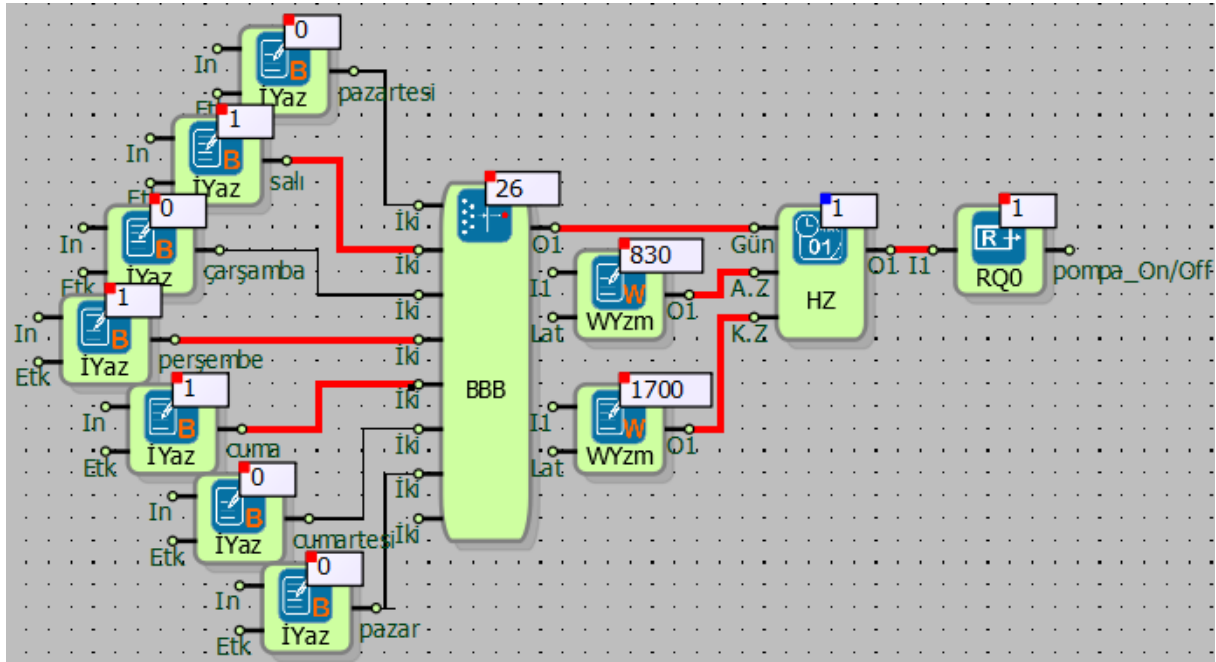 0
In
B
Etk
İYaz
pazartesi
1
In
B
Etk
İYaz
salı
0
In
B
Etk
İYaz
çarşamba
1
In
B
Etk
İYaz
perşembe
1
In
B
Etk
İYaz
cuma
0
In
B
Etk
İYaz
cumartesi
0
In
B
Etk
İYaz
pazar
26
İki
İki
İki
İki
İki
İki
İki
İki
BBB
O1
830
I1
W
Lat
WYzm
O1
1700
I1
W
Lat
WYzm
O1
1
01
Gün
A.Z
K.Z
HZ
O1
1
I1
R
RQ0
pompa_On/Off